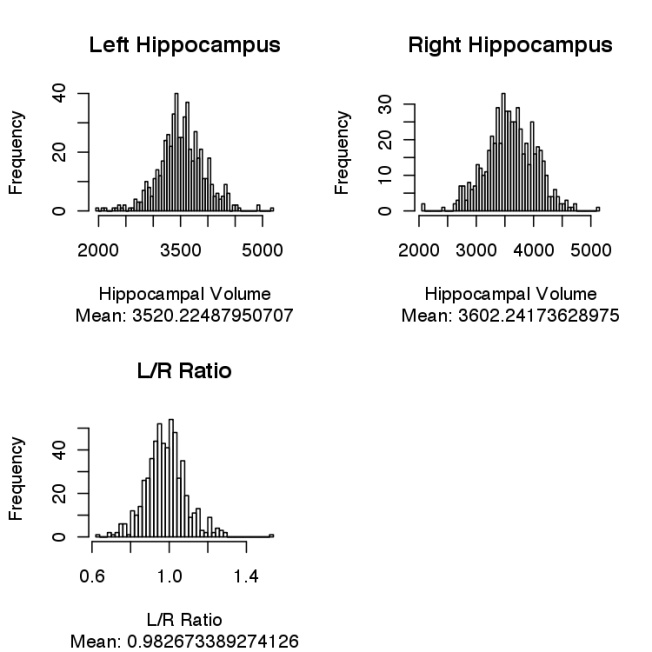 Left Hippocampus
Frequency
40
20
0
2000 3500 5000
Hippocampal Volume
Mean: 3520.22487950707
Right Hippocampus
Frequency
30
20
10
0
2000 3000 4000 5000
Hippocampal Volume
Mean: 3602.24173628975
L/R Ratio
Frequency
40
20
0
0.6 1.0 1.4
L/R Ratio
Mean: 0.982673389274126